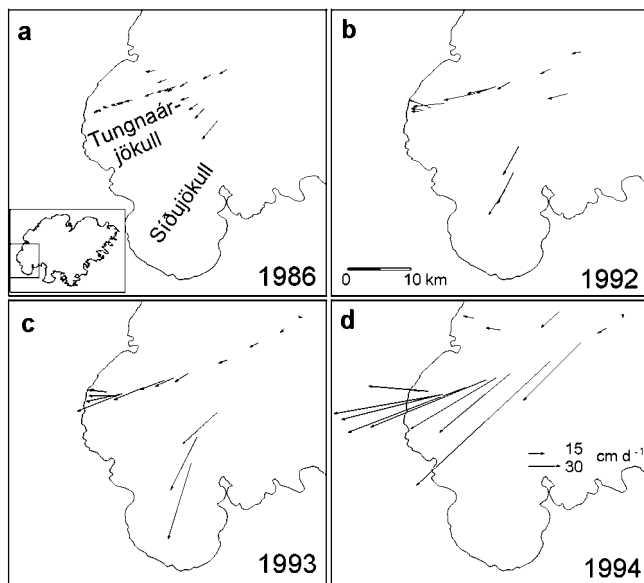 a
Tungnaár-
jökull
Síðujökull
1986
b
0 10 km
1992
c
1993
d
15
30
cm d -1
1994